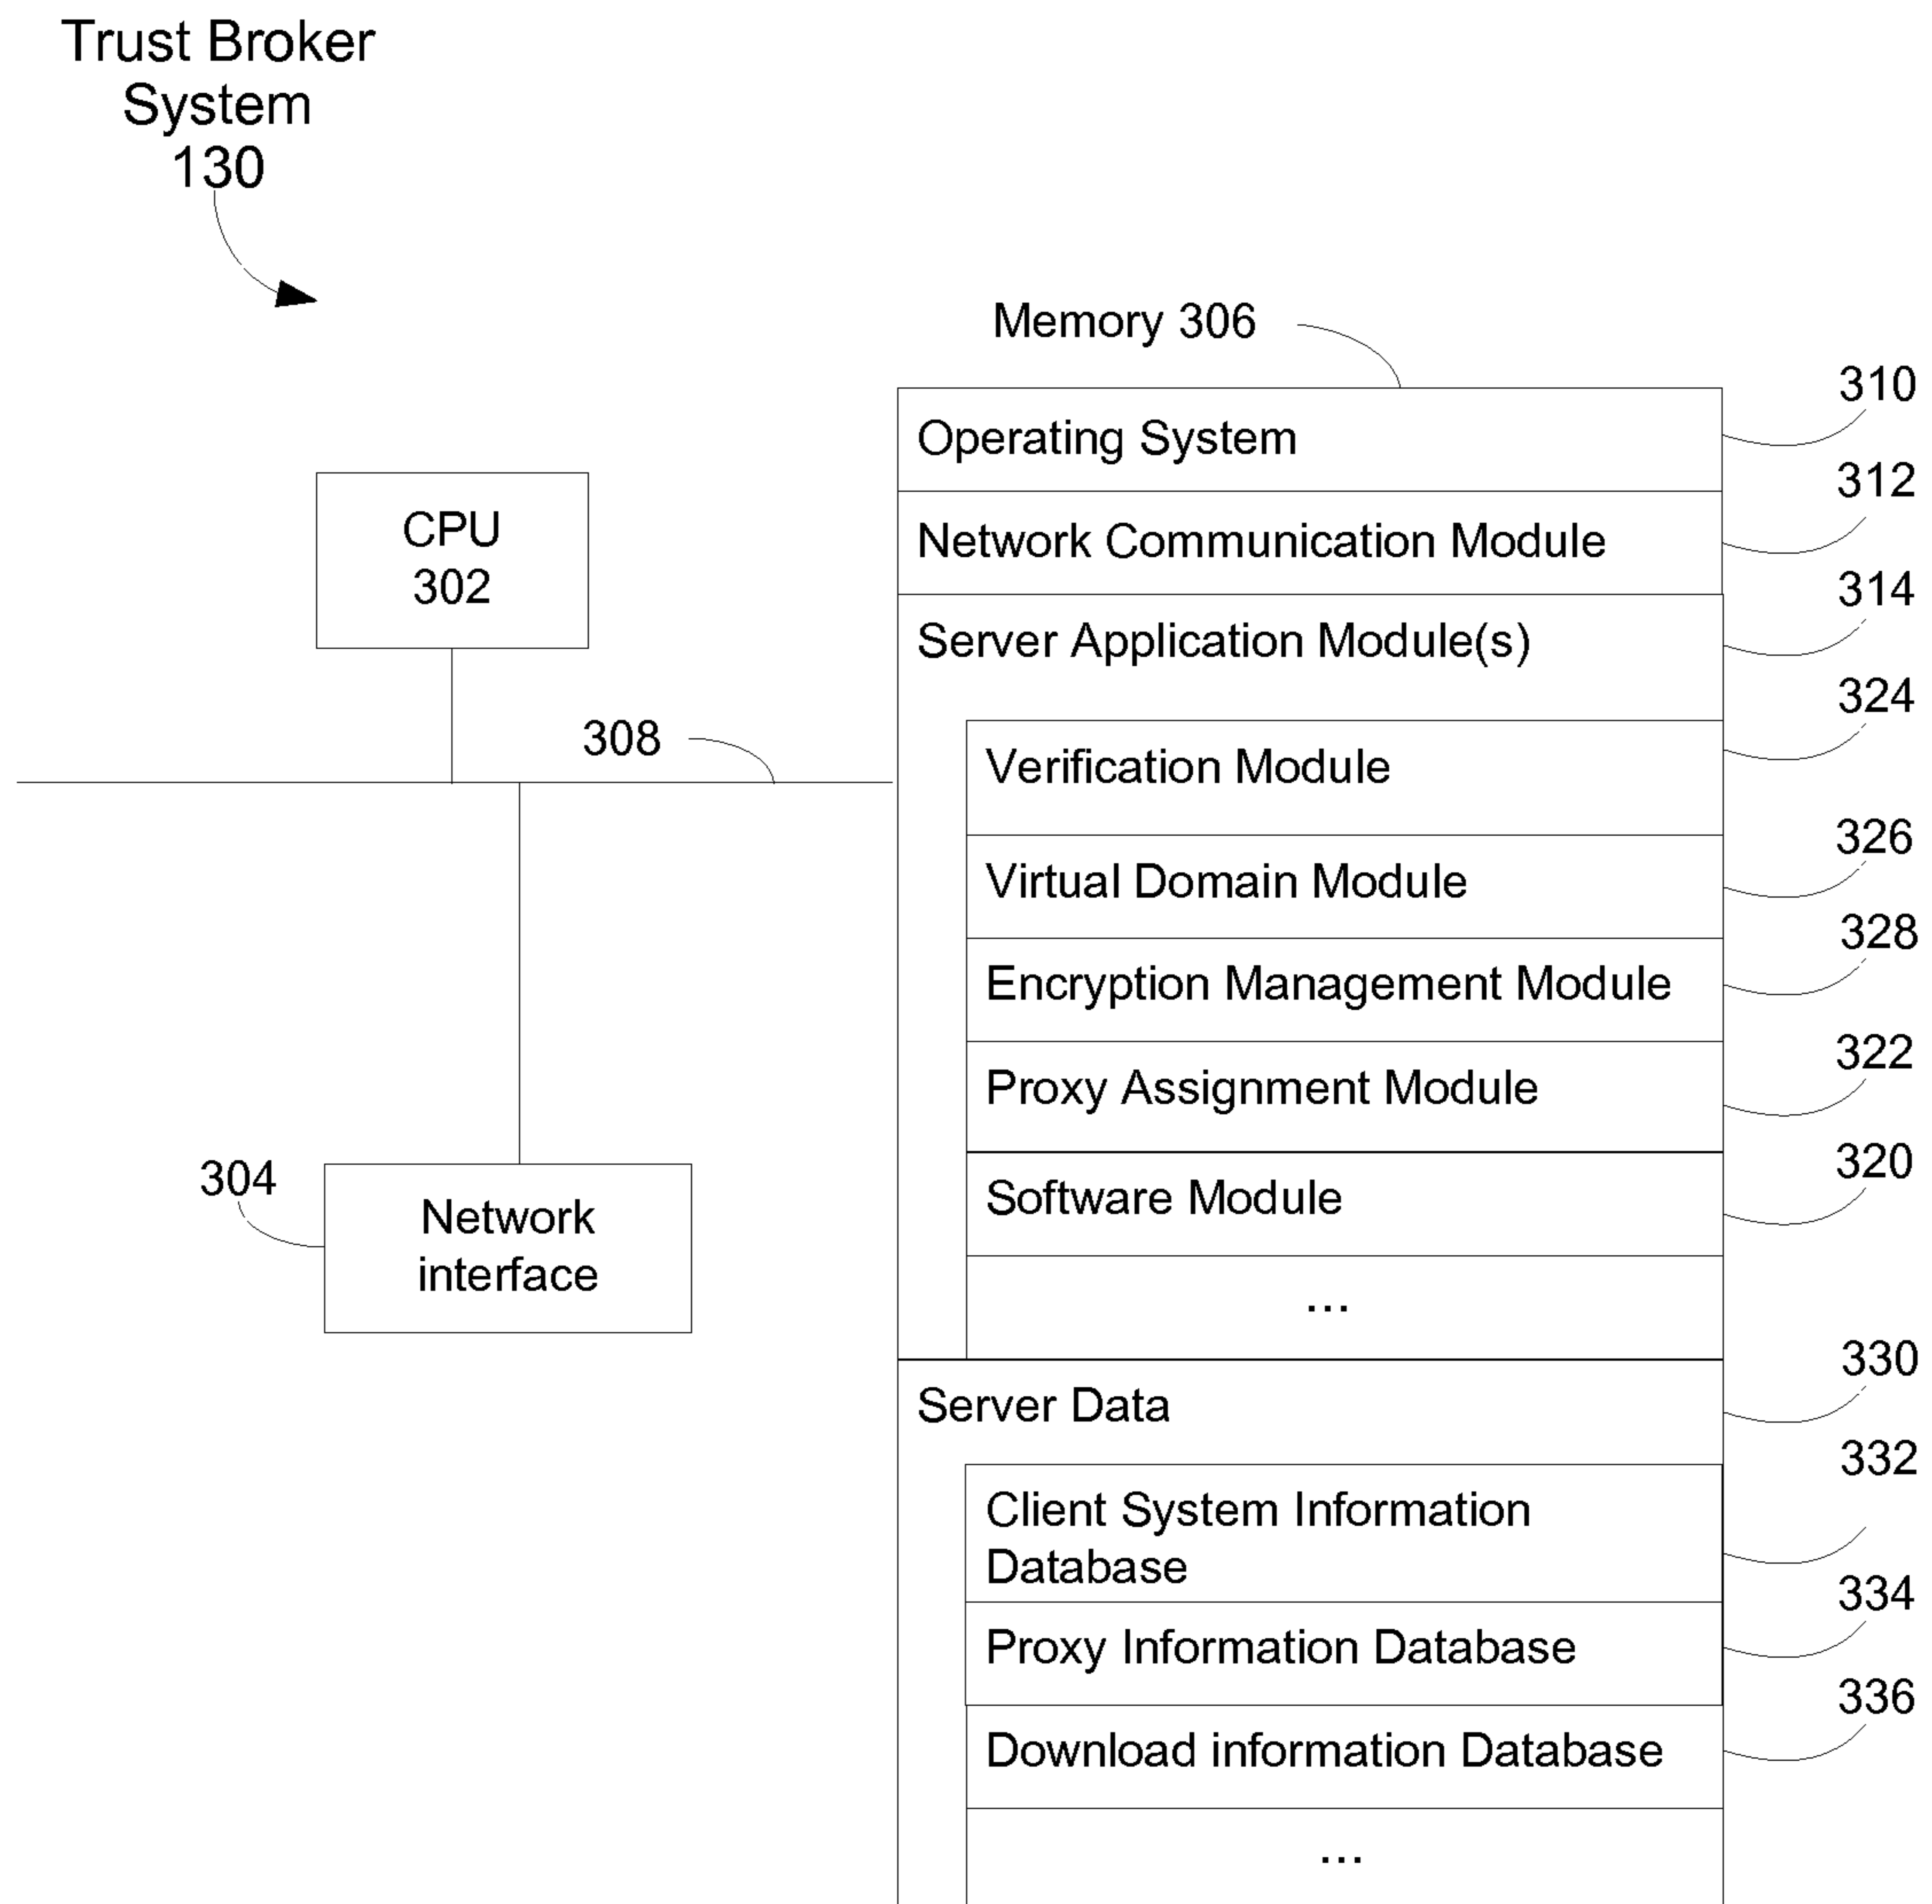 Trust Broker
System
130
Memory 306
310
Operating System
312
Network Communication Module
314
Server Application Module(s)
CPU
302
308
324
Verification Module
326
Virtual Domain Module
328
Encryption Management Module
322
Proxy Assignment Module
320
Software Module
...
304
Network
interface
330
Server Data
332
Client System Information
Database
334
Proxy Information Database
336
Download information Database
...